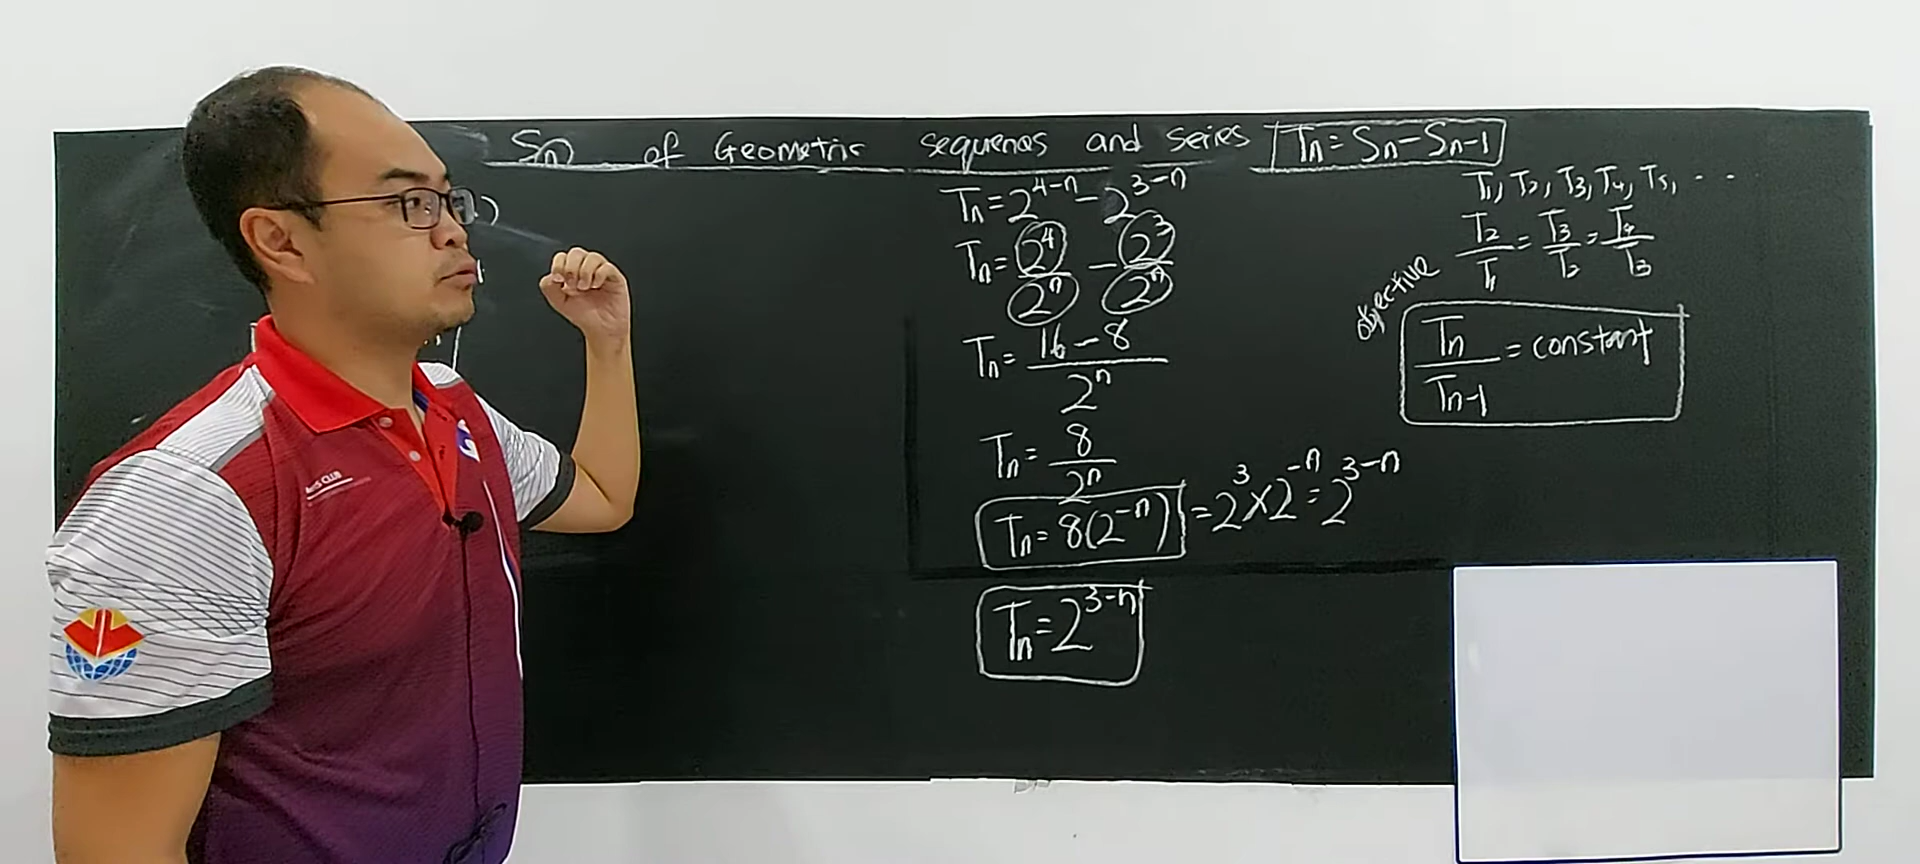 Sn of Geometric sequences and series Tn = Sn - Sn-1
Tn = 2^(4-n) - 2^(3-n)
Tn = 2^4/2^n - 2^3/2^n
Tn = (16 - 8)/2^n
Tn = 8/2^n
Tn = 8(2^-n) = 2^3 × 2^-n = 2^(3-n)
Tn = 2^(3-n)
T1, T2, T3, T4, T5, ...
T2/T1 = T3/T2 = T4/T3
objective
Tn/Tn-1 = constant